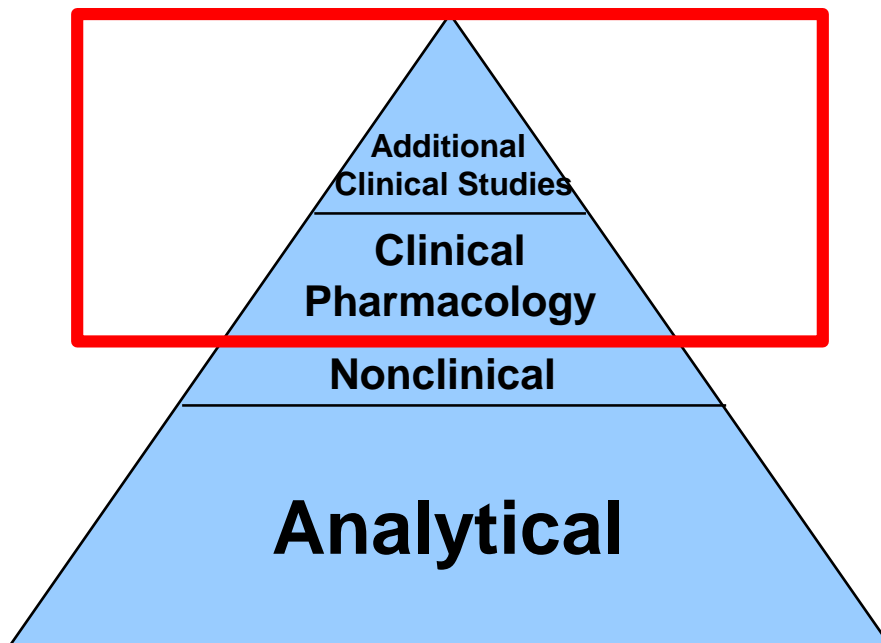 Additional
Clinical Studies
Clinical
Pharmacology
Nonclinical
Analytical